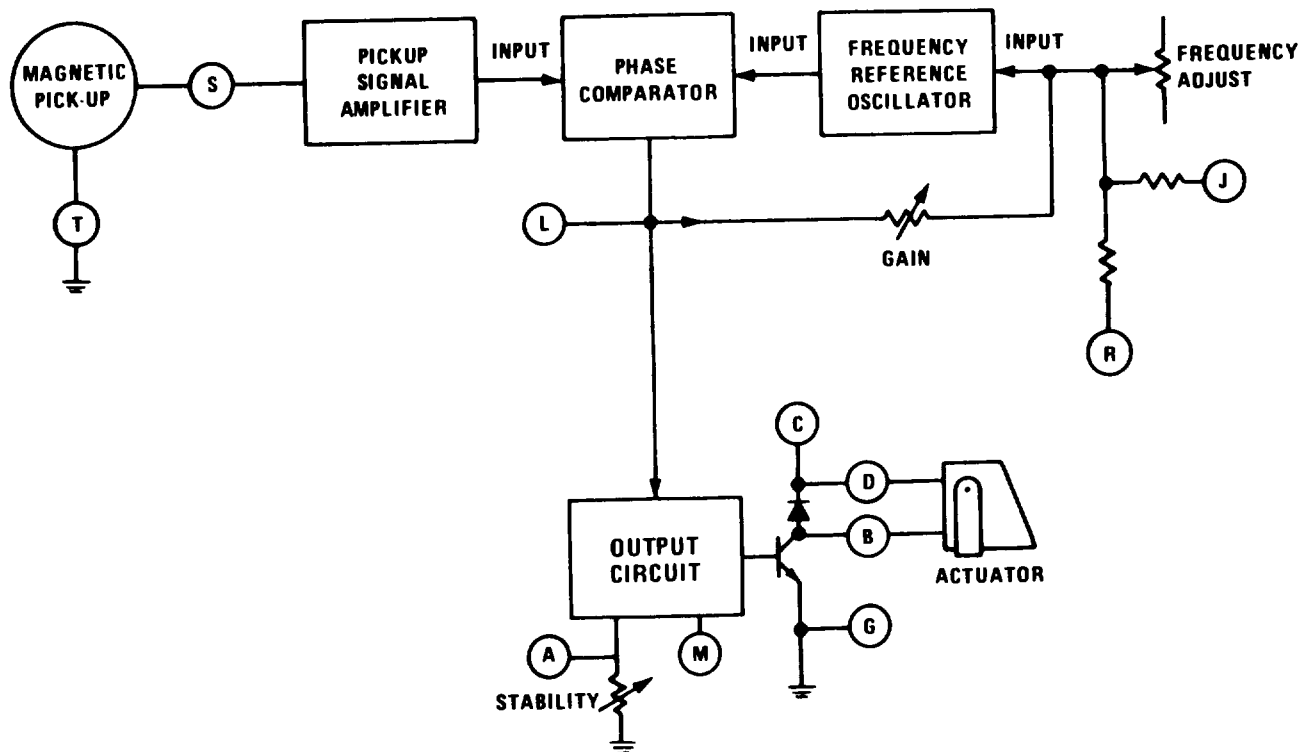 MAGNETIC
PICK-UP
S
T
PICKUP
SIGNAL
AMPLIFIER
INPUT
PHASE
COMPARATOR
INPUT
FREQUENCY
REFERENCE
OSCILLATOR
INPUT
FREQUENCY
ADJUST
J
L
GAIN
R
C
D
B
ACTUATOR
OUTPUT
CIRCUIT
G
A
M
STABILITY